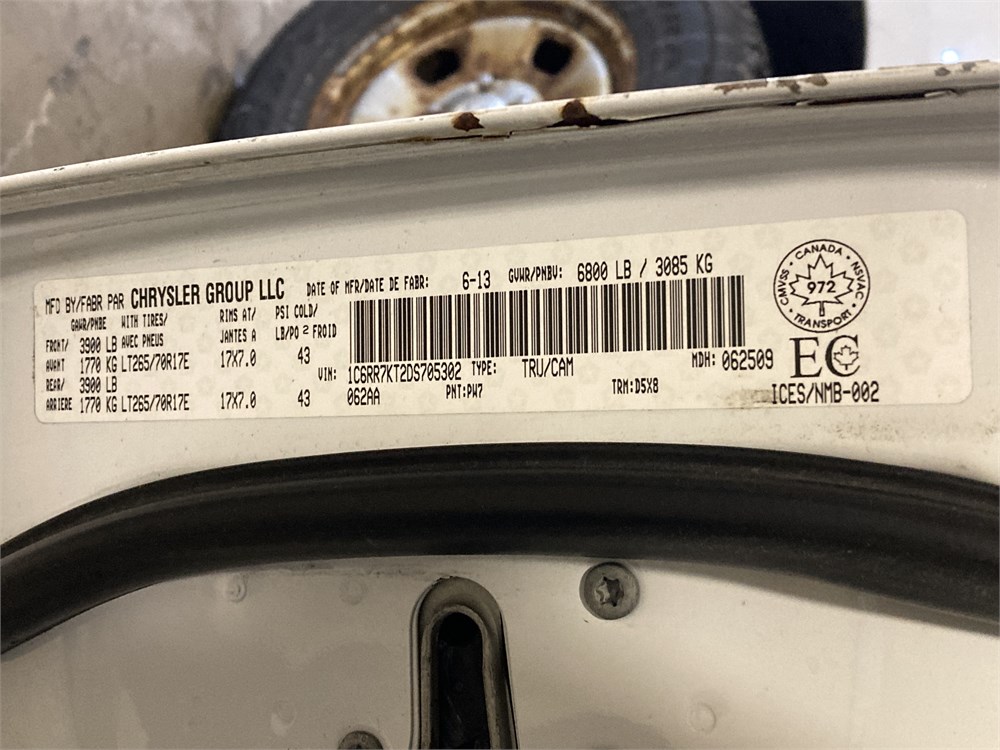 MFD BY/FABR PAR CHRYSLER GROUP LLC DATE OF MFR/DATE DE FABR: 6-13 GVWR/PNBV: 6800 LB / 3085 KG
GAWR/PNBE WITH TIRES/ RIMS AT/ PSI COLD/
AVEC PNEUS JANTES A LB/PO2 FROID
FRONT/ 3900 LB
AVANT 1770 KG LT265/70R17E 17X7.0 43
REAR/ 3900 LB
ARRIERE 1770 KG LT265/70R17E 17X7.0 43
VIN: 1C6RR7KT2DS705302 TYPE: TRU/CAM MDH: 062509
062AA PNT:PW7 TRM:D5X8
CANADA
CMVSS NSVAC
972
TRANSPORT
EC
ICES/NMB-002